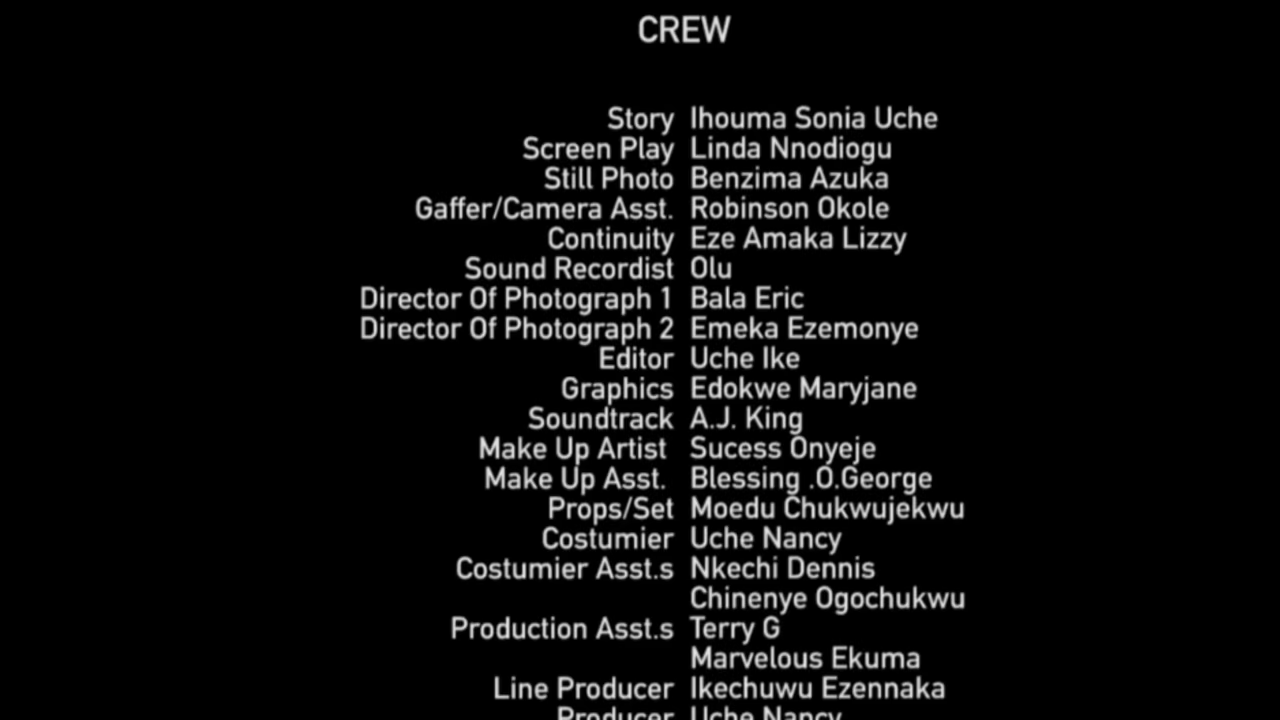 CREW
Story Ihouma Sonia Uche
Screen Play Linda Nnodiogu
Still Photo Benzima Azuka
Gaffer/Camera Asst. Robinson Okole
Continuity Eze Amaka Lizzy
Sound Recordist Olu
Director Of Photograph 1 Bala Eric
Director Of Photograph 2 Emeka Ezemonye
Editor Uche Ike
Graphics Edokwe Maryjane
Soundtrack A.J. King
Make Up Artist Sucess Onyeje
Make Up Asst. Blessing .O.George
Props/Set Moedu Chukwujekwu
Costumier Uche Nancy
Costumier Asst.s Nkechi Dennis
Chinenye Ogochukwu
Production Asst.s Terry G
Marvelous Ekuma
Line Producer Ikechuwu Ezennaka
Producer Uche Nancy